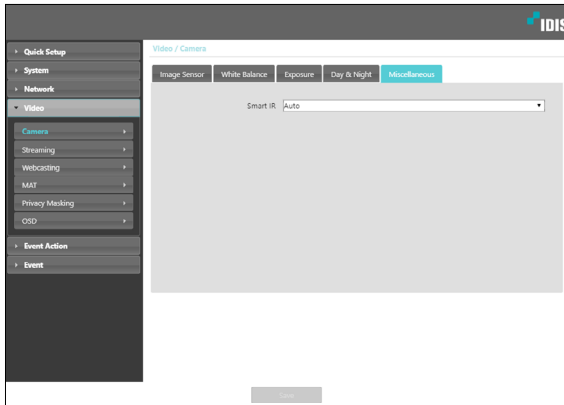 IDIS
Quick Setup
System
Network
Video
Camera
Streaming
Webcasting
MAT
Privacy Masking
OSD
Event Action
Event
Video / Camera
Image Sensor White Balance Exposure Day & Night Miscellaneous
Smart IR Auto
Save